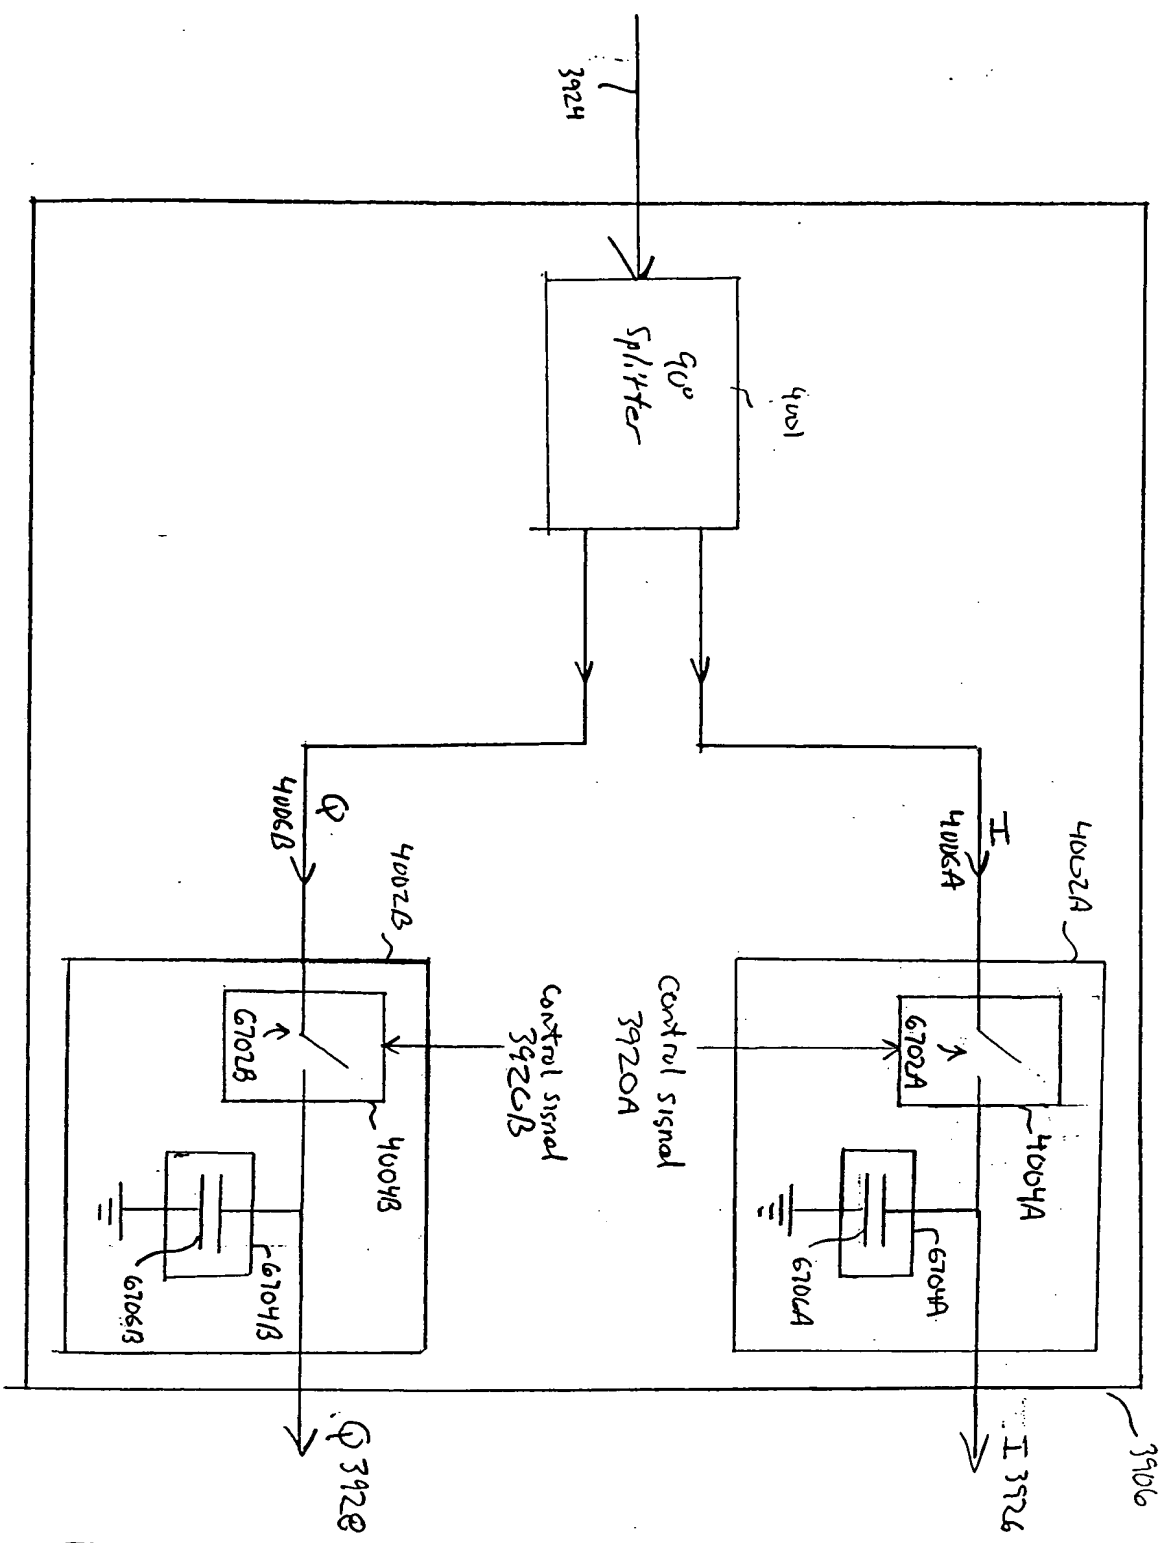 3924
90°
Splitter
4001
I
4006A
4002A
6702A
4004A
6704A
6706A
I 3926
3906
Control signal
3920A
Control signal
3920B
Q
4006B
4002B
6702B
4004B
6704B
6706B
Q 3928